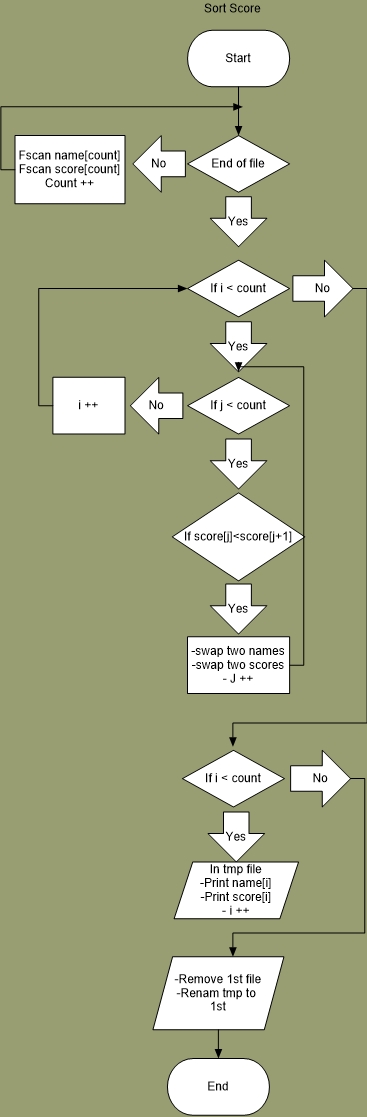 Sort Score
Start
End of file
No
Fscan name[count]
Fscan score[count]
Count ++
Yes
If i < count
No
Yes
If j < count
No
i ++
Yes
If score[j]<score[j+1]
Yes
-swap two names
-swap two scores
- J ++
If i < count
No
Yes
In tmp file
-Print name[i]
-Print score[i]
- i ++
-Remove 1st file
-Renam tmp to
1st
End